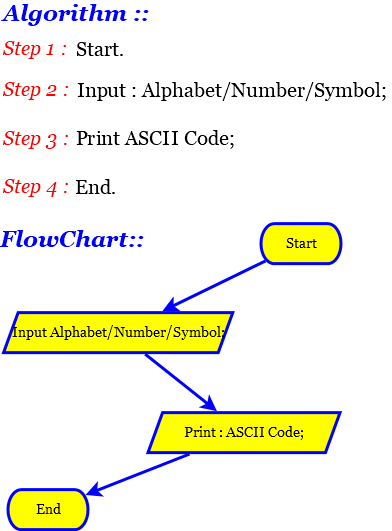 Algorithm ::
Step 1 : Start.
Step 2 : Input : Alphabet/Number/Symbol;
Step 3 : Print ASCII Code;
Step 4 : End.
FlowChart::
Start
Input Alphabet/Number/Symbol;
Print : ASCII Code;
End